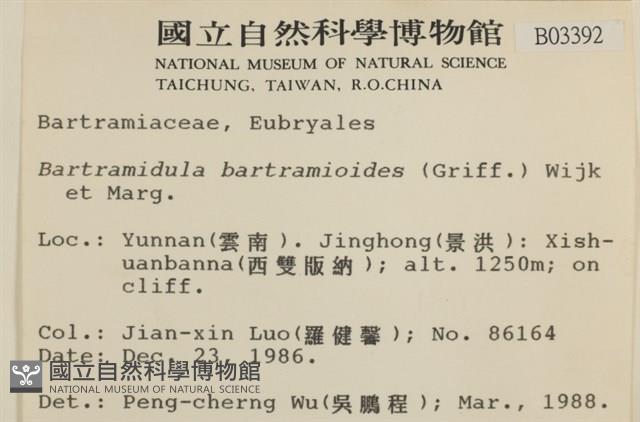 國立自然科學博物館
B03392
NATIONAL MUSEUM OF NATURAL SCIENCE
TAICHUNG, TAIWAN, R.O.CHINA
Bartramiaceae, Eubryales
Bartramidula bartramioides (Griff.) Wijk
et Marg.
Loc.: Yunnan(雲南). Jinghong(景洪): Xish-
uanbanna(西雙版納); alt. 1250m; on
cliff.
Col.: Jian-xin Luo(羅健馨); No. 86164
Date: Dec. 23, 1986.
國立自然科學博物館
NATIONAL MUSEUM OF NATURAL SCIENCE
Det.: Peng-cherng Wu(吳鵬程); Mar., 1988.